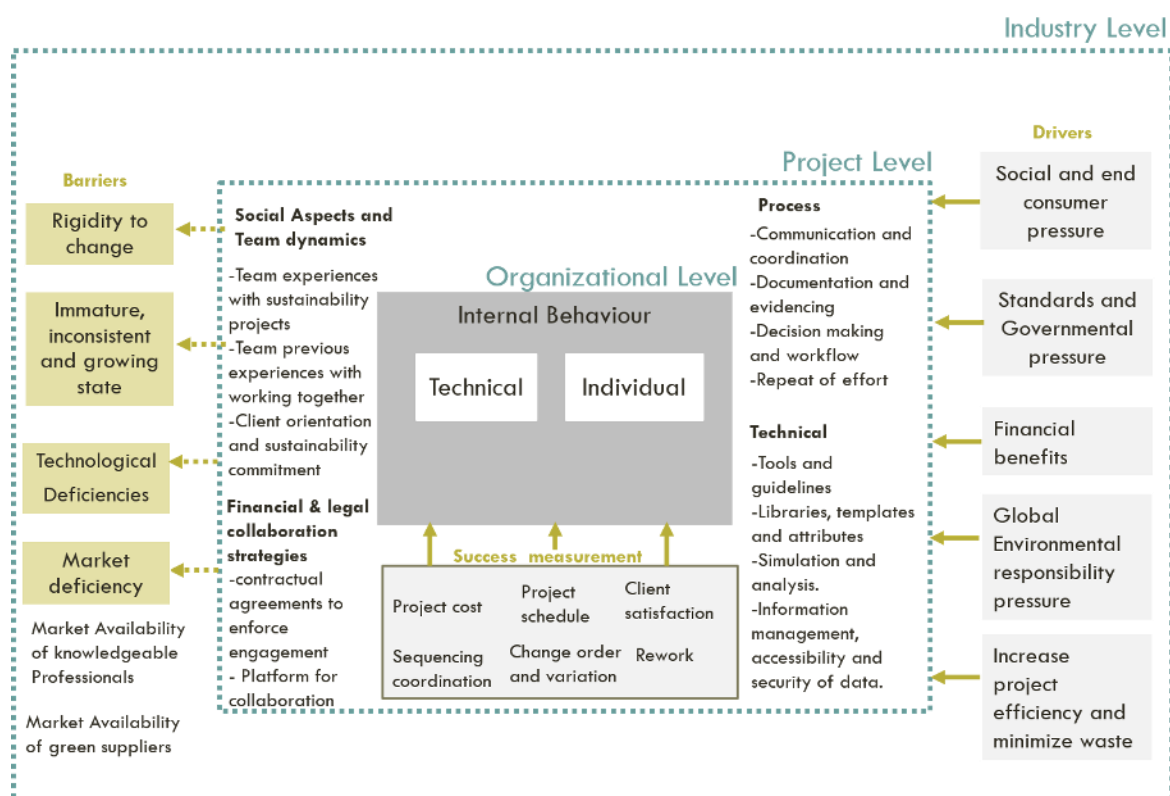 Industry Level
Drivers
Social and end
consumer
pressure
Standards and
Governmental
pressure
Financial
benefits
Global
Environmental
responsibility
pressure
Increase
project
efficiency and
minimize waste
Project Level
Barriers
Rigidity to
change
Immature,
inconsistent
and growing
state
Technological
Deficiencies
Market
deficiency
Market Availability
of knowledgeable
Professionals
Market Availability
of green suppliers
Social Aspects and
Team dynamics
-Team experiences
with sustainability
projects
-Team previous
experiences with
working together
-Client orientation
and sustainability
commitment
Financial & legal
collaboration
strategies
-contractual
agreements to
enforce
engagement
- Platform for
collaboration
Organizational Level
Internal Behaviour
Technical
Individual
Success measurement
Project cost
Project
schedule
Client
satisfaction
Sequencing
coordination
Change order
and variation
Rework
Process
-Communication and
coordination
-Documentation and
evidencing
-Decision making
and workflow
-Repeat of effort
Technical
-Tools and
guidelines
-Libraries, templates
and attributes
-Simulation and
analysis.
-Information
management,
accessibility and
security of data.